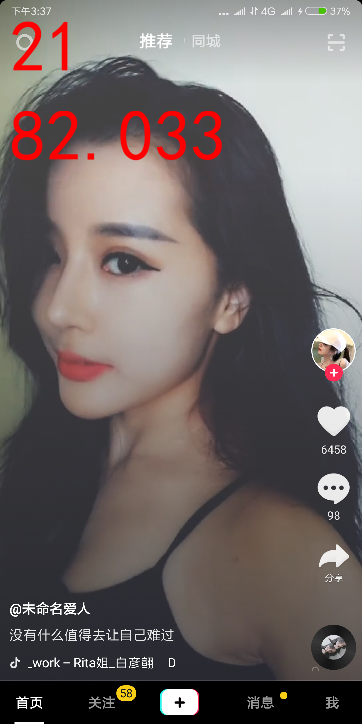 下午3:37
4G
37%
推荐
同城
21
82.033
6458
98
分享
@未命名爱人
没有什么值得去让自己难过
_work – Rita姐_白彦翱 D
首页
关注
58
消息
我